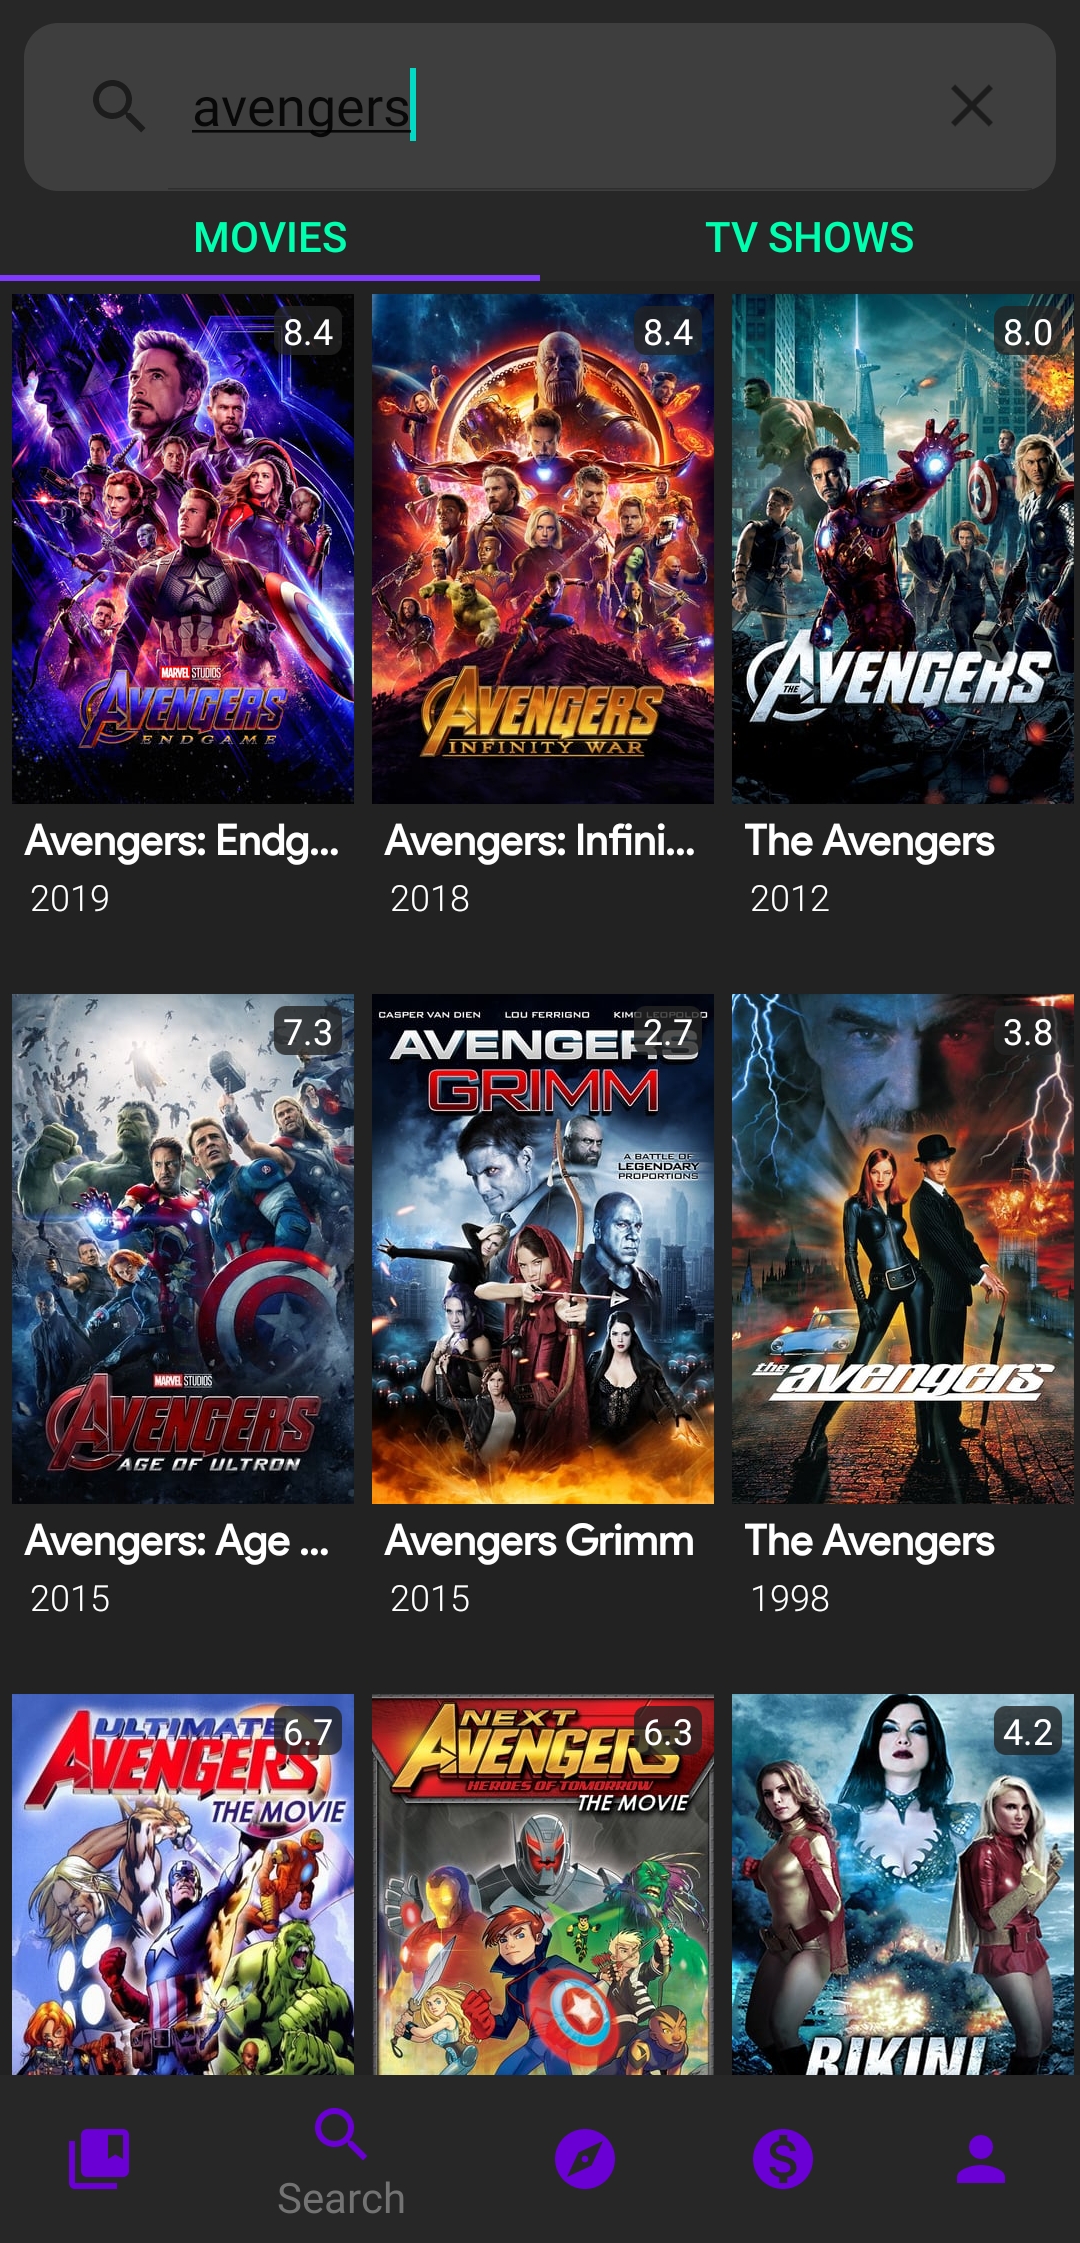 avengers
MOVIES
TV SHOWS
8.4
MARVEL STUDIOS
AVENGERS
ENDGAME
Avengers: Endg...
2019
8.4
AVENGERS
INFINITY WAR
Avengers: Infini...
2018
8.0
THE AVENGERS
The Avengers
2012
7.3
MARVEL STUDIOS
AVENGERS
AGE OF ULTRON
Avengers: Age ...
2015
2.7
CASPER VAN DIEN LOU FERRIGNO KIMO LEOPOLDO
AVENGERS
GRIMM
A BATTLE OF
LEGENDARY
PROPORTIONS
Avengers Grimm
2015
3.8
the avengers
The Avengers
1998
6.7
ULTIMATE
AVENGERS
THE MOVIE
6.3
NEXT
AVENGERS
HEROES OF TOMORROW
THE MOVIE
4.2
BIKINI
Search